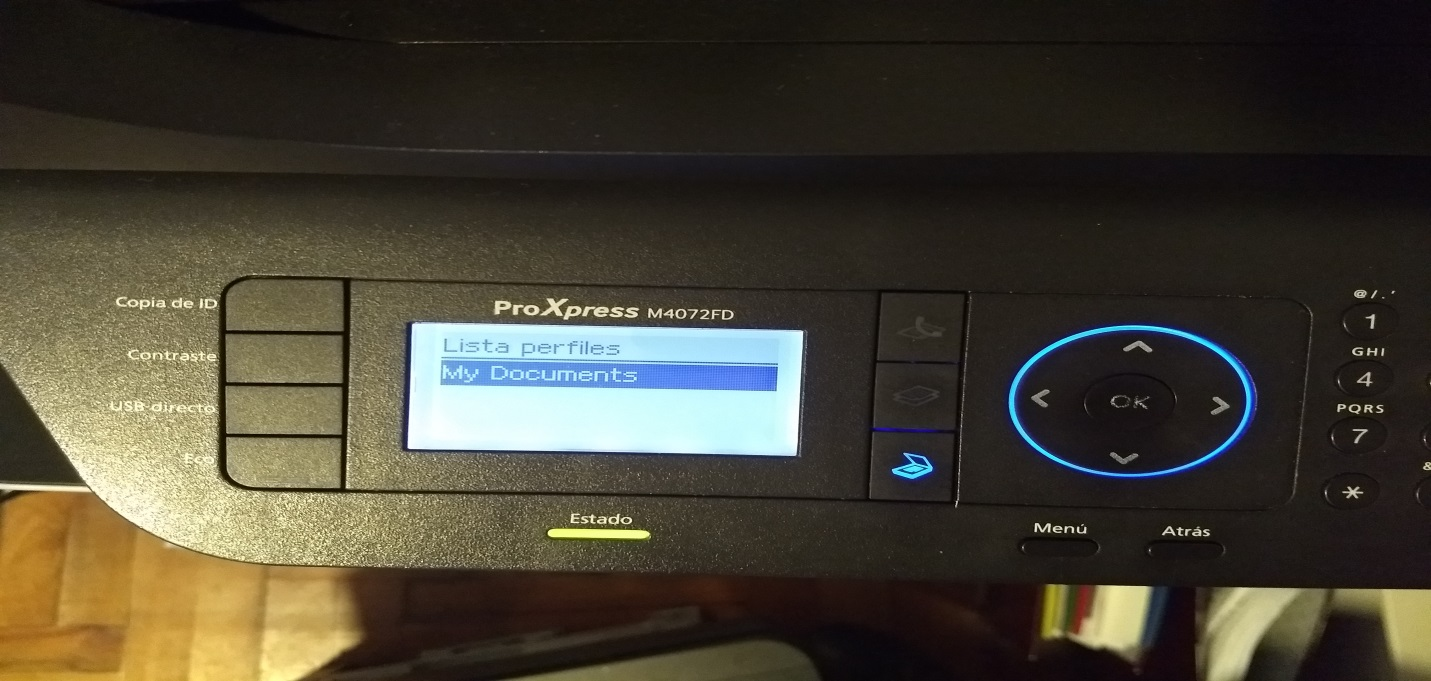 Copia de ID
Contraste
USB directo
Eco
ProXpress M4072FD
Lista perfiles
My Documents
Estado
OK
Menú
Atrás
@/.'
1
GHI
4
PQRS
7
*
&